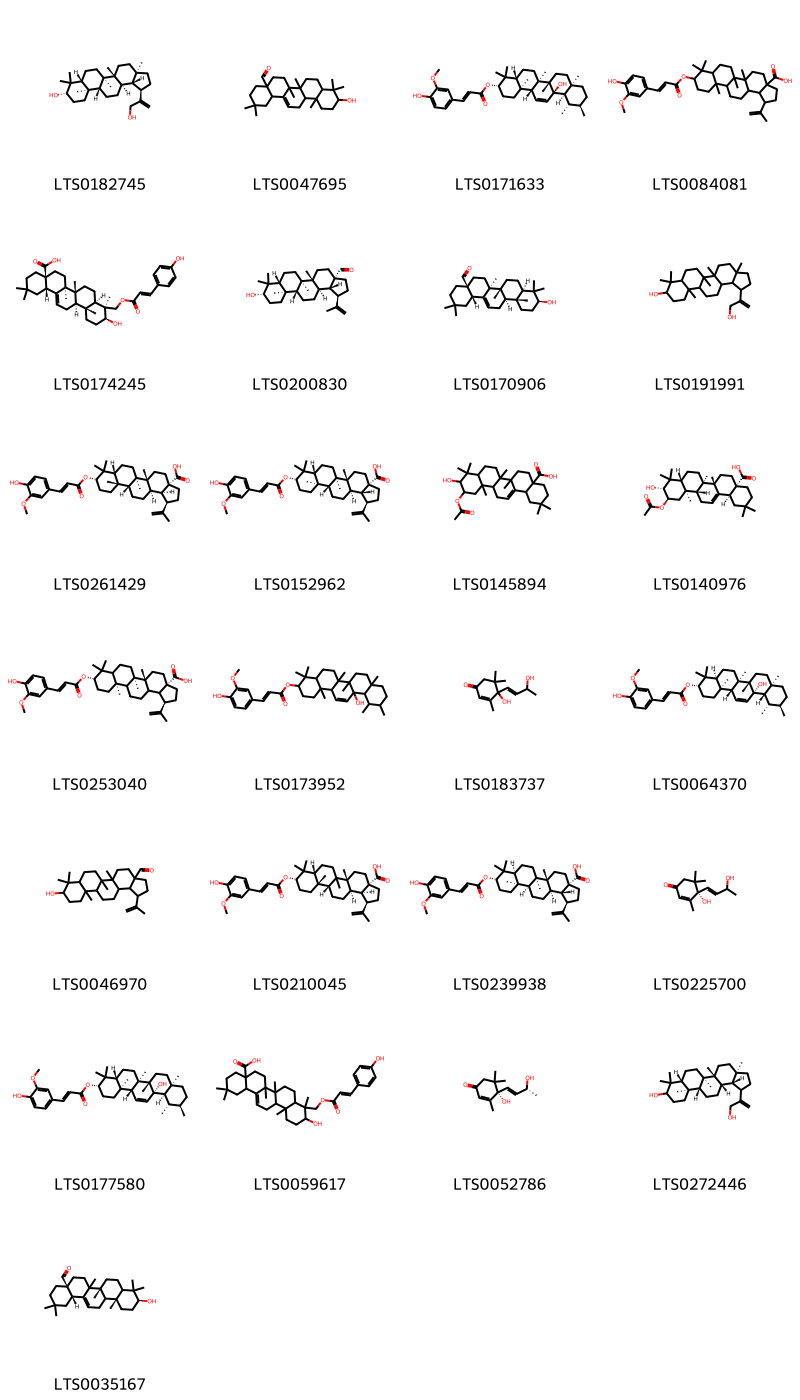 LTS0182745 LTS0047695 LTS0171633 LTS0084081
LTS0174245 LTS0200830 LTS0170906 LTS0191991
LTS0261429 LTS0152962 LTS0145894 LTS0140976
LTS0253040 LTS0173952 LTS0183737 LTS0064370
LTS0046970 LTS0210045 LTS0239938 LTS0225700
LTS0177580 LTS0059617 LTS0052786 LTS0272446
LTS0035167